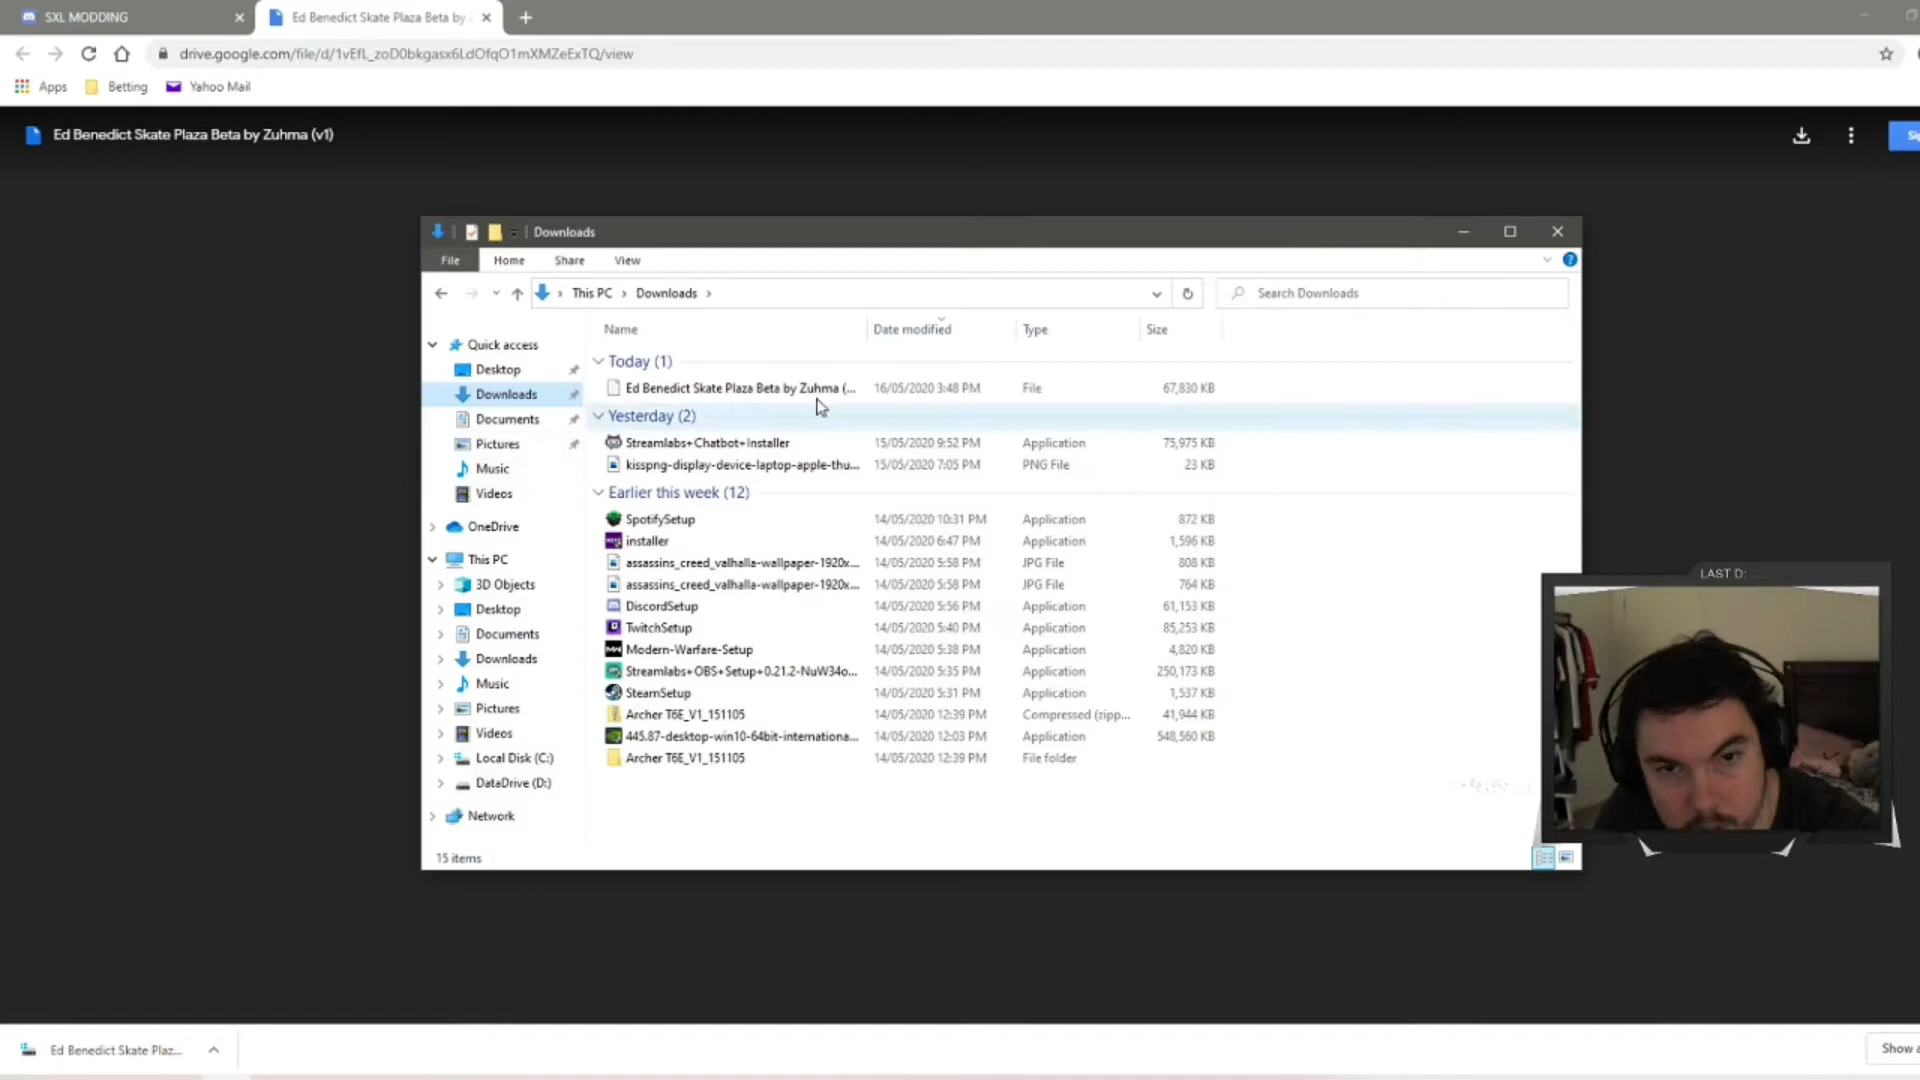 SXL MODDING
Ed Benedict Skate Plaza Beta by
drive.google.com/file/d/1vEfL_zoD0bkgasx6LdOfqO1mXMZeExTQ/view
Apps
Betting
Yahoo Mail
Ed Benedict Skate Plaza Beta by Zuhma (v1)
Downloads
File
Home
Share
View
This PC
Downloads
Search Downloads
Name
Date modified
Type
Size
Quick access
Desktop
Downloads
Documents
Pictures
Music
Videos
OneDrive
This PC
3D Objects
Desktop
Documents
Downloads
Music
Pictures
Videos
Local Disk (C:)
DataDrive (D:)
Network
Today (1)
Ed Benedict Skate Plaza Beta by Zuhma (... 16/05/2020 3:48 PM File 67,830 KB
Yesterday (2)
Streamlabs+Chatbot+Installer 15/05/2020 9:52 PM Application 75,975 KB
kisspng-display-device-laptop-apple-thu... 15/05/2020 7:05 PM PNG File 23 KB
Earlier this week (12)
SpotifySetup 14/05/2020 10:31 PM Application 872 KB
installer 14/05/2020 6:47 PM Application 1,596 KB
assassins_creed_valhalla-wallpaper-1920x... 14/05/2020 5:58 PM JPG File 808 KB
assassins_creed_valhalla-wallpaper-1920x... 14/05/2020 5:58 PM JPG File 764 KB
DiscordSetup 14/05/2020 5:56 PM Application 61,153 KB
TwitchSetup 14/05/2020 5:40 PM Application 85,253 KB
Modern-Warfare-Setup 14/05/2020 5:38 PM Application 4,820 KB
Streamlabs+OBS+Setup+0.21.2-NuW34o... 14/05/2020 5:35 PM Application 250,173 KB
SteamSetup 14/05/2020 5:31 PM Application 1,537 KB
Archer T6E_V1_151105 14/05/2020 12:39 PM Compressed (zipp... 41,944 KB
445.87-desktop-win10-64bit-internationa... 14/05/2020 12:03 PM Application 548,560 KB
Archer T6E_V1_151105 14/05/2020 12:39 PM File folder
15 items
LAST D:
Ed Benedict Skate Plaz...
Show